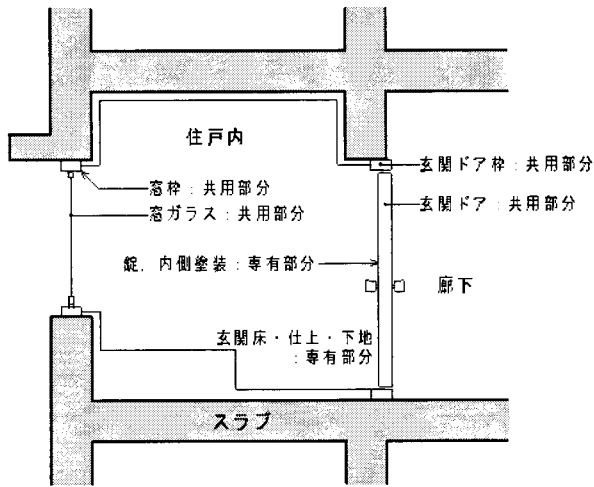 住戸内
玄関ドア枠：共用部分
窓枠：共用部分
玄関ドア：共用部分
窓ガラス：共用部分
錠．内側塗装：専有部分
廊下
玄関床・仕上・下地
：専有部分
スラブ